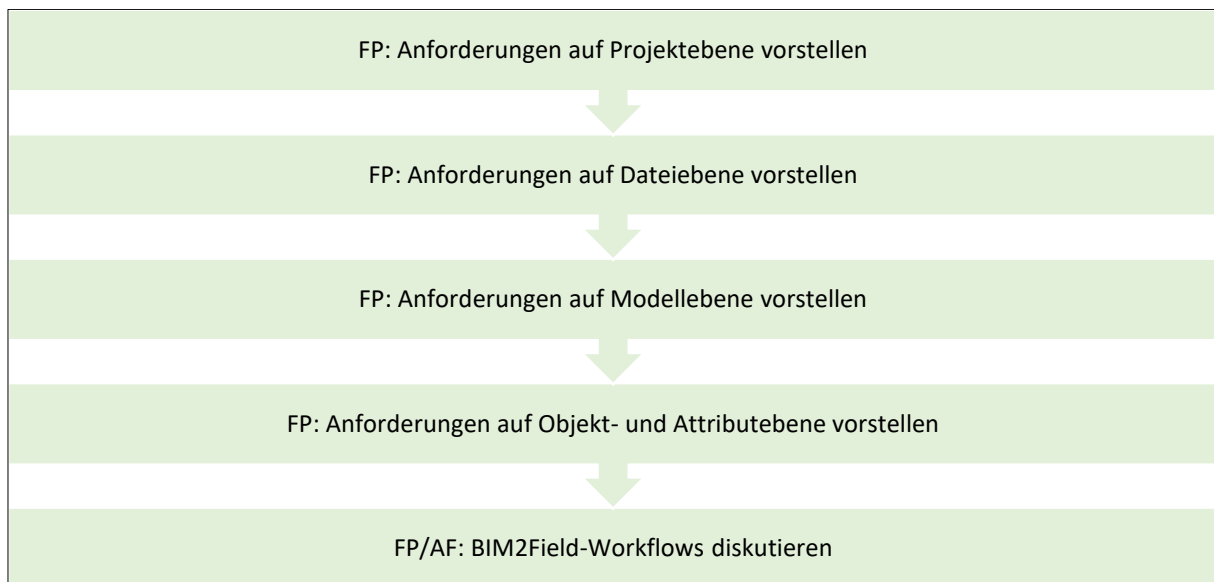 FP: Anforderungen auf Projektebene vorstellen
FP: Anforderungen auf Dateiebene vorstellen
FP: Anforderungen auf Modellebene vorstellen
FP: Anforderungen auf Objekt- und Attributebene vorstellen
FP/AF: BIM2Field-Workflows diskutieren